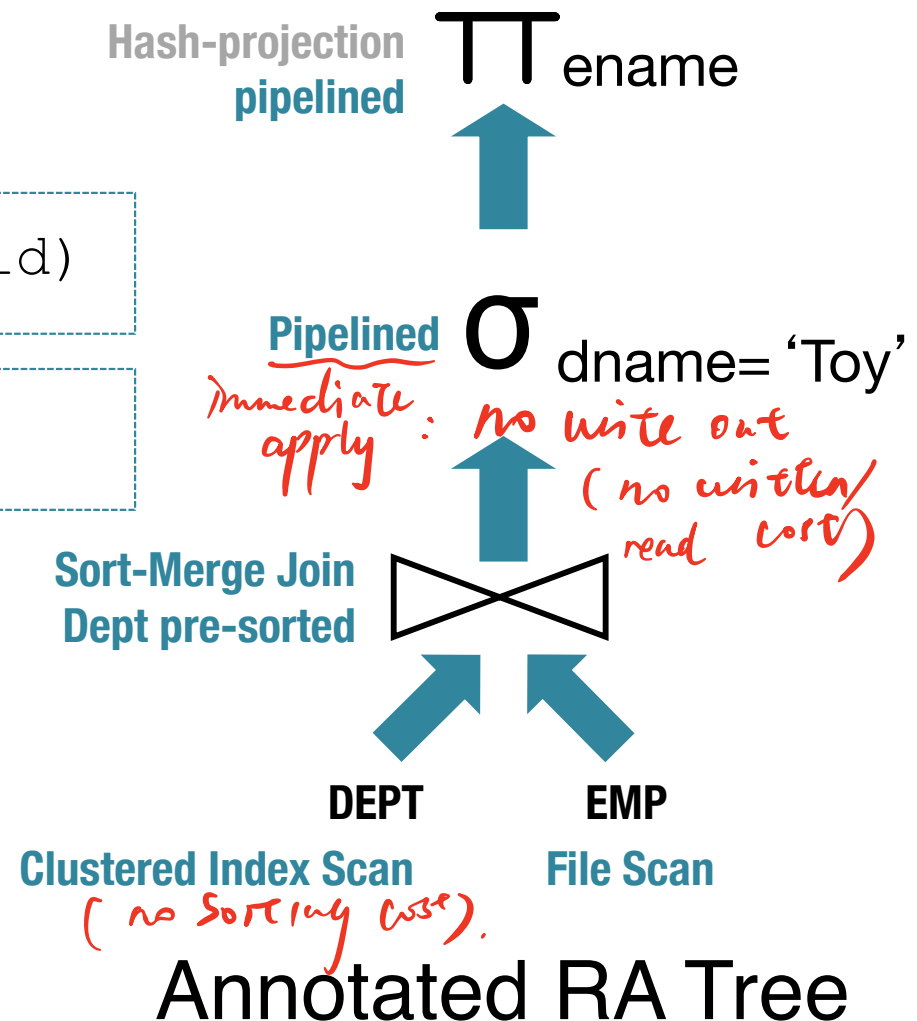 Hash-projection
pipelined
π ename
id)
Pipelined
σ dname= ‘Toy’
immediate
apply : no write out
(no written/
read cost)
Sort-Merge Join
Dept pre-sorted
DEPT
EMP
Clustered Index Scan
File Scan
(no sorting cost).
Annotated RA Tree